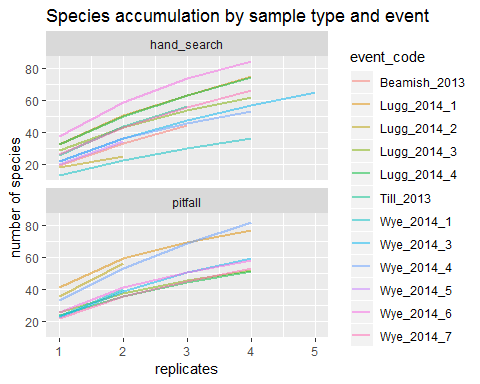 Species accumulation by sample type and event
hand_search
80
60
40
20
pitfall
80
60
40
20
1 2 3 4 5
replicates
number of species
event_code
Beamish_2013
Lugg_2014_1
Lugg_2014_2
Lugg_2014_3
Lugg_2014_4
Till_2013
Wye_2014_1
Wye_2014_3
Wye_2014_4
Wye_2014_5
Wye_2014_6
Wye_2014_7